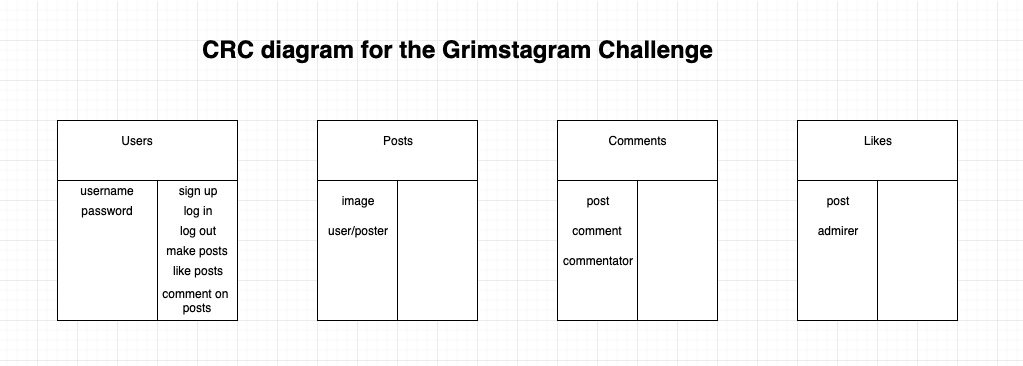 CRC diagram for the Grimstagram Challenge
Users
username
password
sign up
log in
log out
make posts
like posts
comment on
posts
Posts
image
user/poster
Comments
post
comment
commentator
Likes
post
admirer